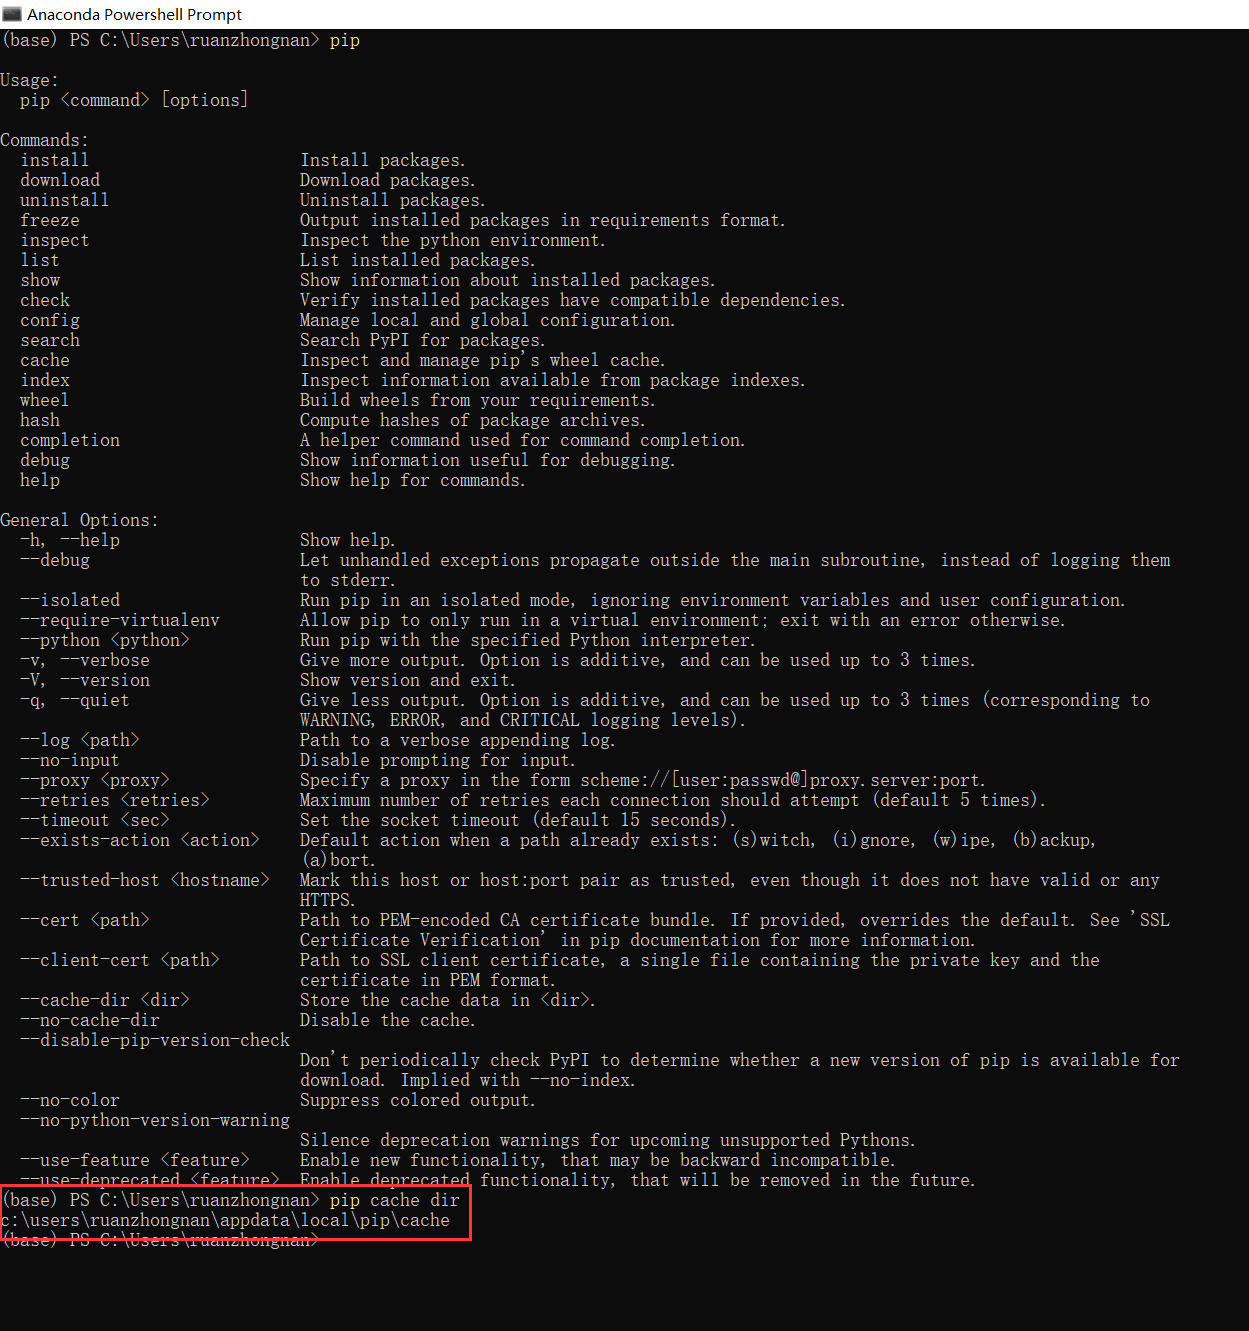 Anaconda Powershell Prompt
(base) PS C:\Users\ruanzhongnan> pip
Usage:
pip <command> [options]
Commands:
install Install packages.
download Download packages.
uninstall Uninstall packages.
freeze Output installed packages in requirements format.
inspect Inspect the python environment.
list List installed packages.
show Show information about installed packages.
check Verify installed packages have compatible dependencies.
config Manage local and global configuration.
search Search PyPI for packages.
cache Inspect and manage pip's wheel cache.
index Inspect information available from package indexes.
wheel Build wheels from your requirements.
hash Compute hashes of package archives.
completion A helper command used for command completion.
debug Show information useful for debugging.
help Show help for commands.
General Options:
-h, --help Show help.
--debug Let unhandled exceptions propagate outside the main subroutine, instead of logging them
to stderr.
--isolated Run pip in an isolated mode, ignoring environment variables and user configuration.
--require-virtualenv Allow pip to only run in a virtual environment; exit with an error otherwise.
--python <python> Run pip with the specified Python interpreter.
-v, --verbose Give more output. Option is additive, and can be used up to 3 times.
-V, --version Show version and exit.
-q, --quiet Give less output. Option is additive, and can be used up to 3 times (corresponding to
WARNING, ERROR, and CRITICAL logging levels).
--log <path> Path to a verbose appending log.
--no-input Disable prompting for input.
--proxy <proxy> Specify a proxy in the form scheme://[user:passwd@]proxy.server:port.
--retries <retries> Maximum number of retries each connection should attempt (default 5 times).
--timeout <sec> Set the socket timeout (default 15 seconds).
--exists-action <action> Default action when a path already exists: (s)witch, (i)gnore, (w)ipe, (b)ackup,
(a)bort.
--trusted-host <hostname> Mark this host or host:port pair as trusted, even though it does not have valid or any
HTTPS.
--cert <path> Path to PEM-encoded CA certificate bundle. If provided, overrides the default. See 'SSL
Certificate Verification' in pip documentation for more information.
--client-cert <path> Path to SSL client certificate, a single file containing the private key and the
certificate in PEM format.
--cache-dir <dir> Store the cache data in <dir>.
--no-cache-dir Disable the cache.
--disable-pip-version-check
Don't periodically check PyPI to determine whether a new version of pip is available for
download. Implied with --no-index.
--no-color Suppress colored output.
--no-python-version-warning
Silence deprecation warnings for upcoming unsupported Pythons.
--use-feature <feature> Enable new functionality, that may be backward incompatible.
--use-deprecated <feature> Enable deprecated functionality, that will be removed in the future.
(base) PS C:\Users\ruanzhongnan> pip cache dir
c:\users\ruanzhongnan\appdata\local\pip\cache
(base) PS C:\Users\ruanzhongnan>